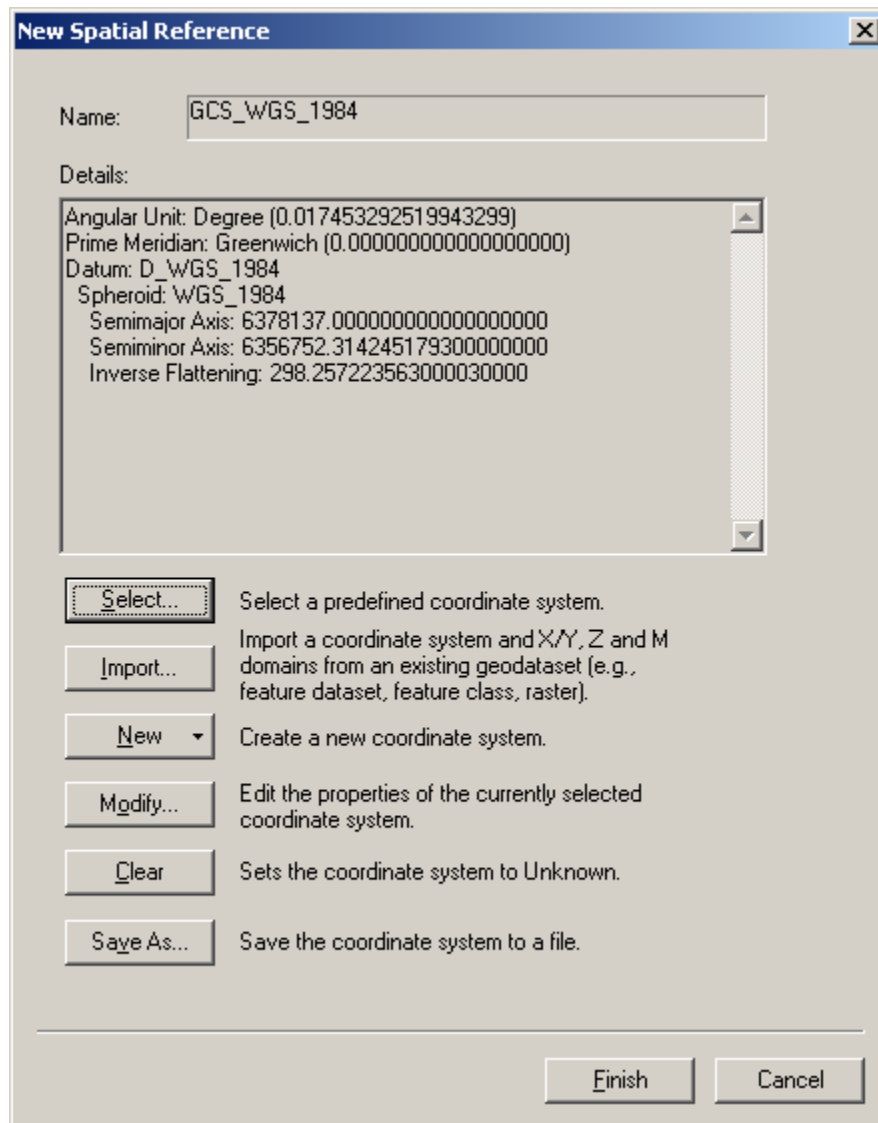 New Spatial Reference
Name: GCS_WGS_1984
Details:
Angular Unit: Degree (0.017453292519943299)
Prime Meridian: Greenwich (0.000000000000000000)
Datum: D_WGS_1984
Spheroid: WGS_1984
Semimajor Axis: 6378137.000000000000000000
Semiminor Axis: 6356752.314245179300000000
Inverse Flattening: 298.257223563000030000
Select... Select a predefined coordinate system.
Import... Import a coordinate system and X/Y, Z and M
domains from an existing geodataset (e.g.,
feature dataset, feature class, raster).
New Create a new coordinate system.
Modify... Edit the properties of the currently selected
coordinate system.
Clear Sets the coordinate system to Unknown.
Save As... Save the coordinate system to a file.
Finish Cancel